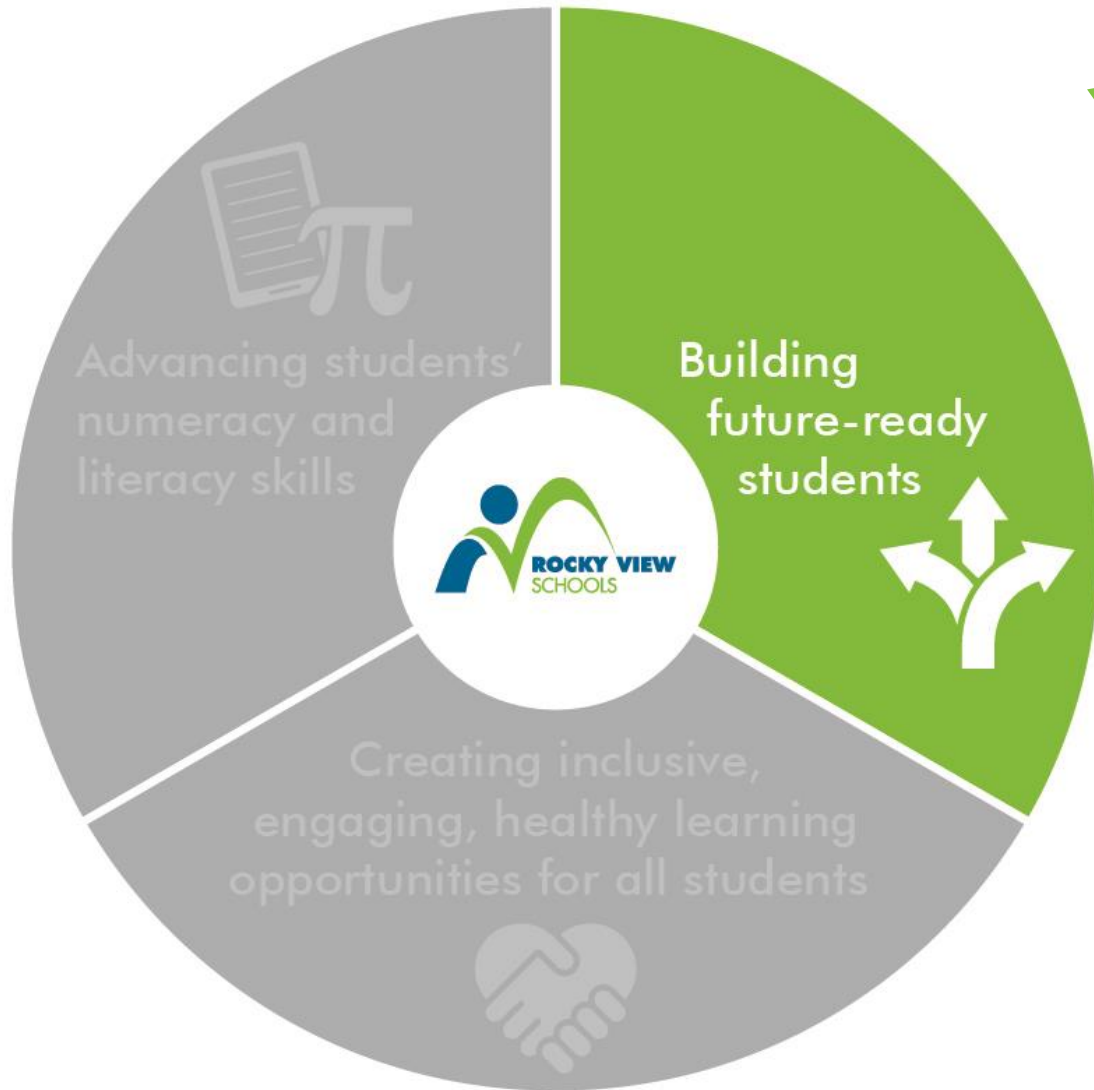 Advancing students'
numeracy and
literacy skills
Building
future-ready
students
ROCKY VIEW
SCHOOLS
Creating inclusive,
engaging, healthy learning
opportunities for all students